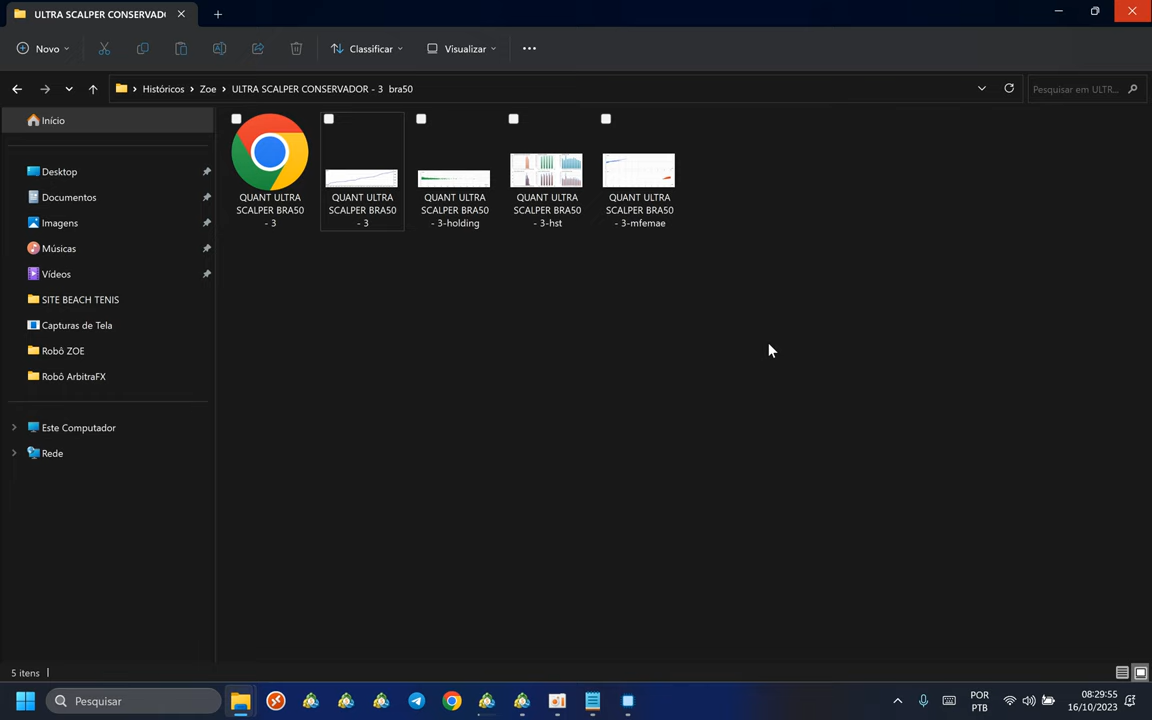 ULTRA SCALPER CONSERVAD
Novo
Classificar
Visualizar
Históricos
Zoe
ULTRA SCALPER CONSERVADOR - 3 bra50
Pesquisar em ULTR...
Início
Desktop
Documentos
Imagens
Músicas
Vídeos
SITE BEACH TENIS
Capturas de Tela
Robô ZOE
Robô ArbitraFX
Este Computador
Rede
QUANT ULTRA
SCALPER BRA50
- 3
QUANT ULTRA
SCALPER BRA50
- 3
QUANT ULTRA
SCALPER BRA50
- 3-holding
QUANT ULTRA
SCALPER BRA50
- 3-hst
QUANT ULTRA
SCALPER BRA50
- 3-mfemae
5 itens
Pesquisar
POR
PTB
08:29:55
16/10/2023